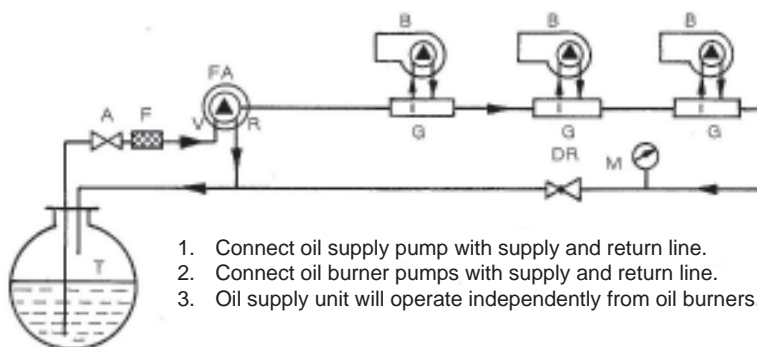 B B B
FA
A F
V R
G G G
DR
M
T
1. Connect oil supply pump with supply and return line.
2. Connect oil burner pumps with supply and return line.
3. Oil supply unit will operate independently from oil burners.